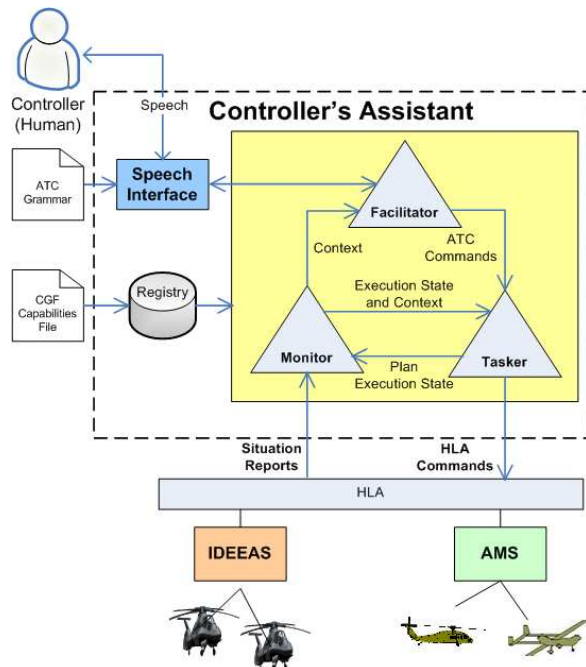 Controller
(Human)
Speech
Controller's Assistant
ATC
Grammar
Speech
Interface
Facilitator
Context
ATC
Commands
CGF
Capabilities
File
Registry
Execution State
and Context
Monitor
Plan
Execution State
Tasker
Situation
Reports
HLA
Commands
HLA
IDEEAS
AMS